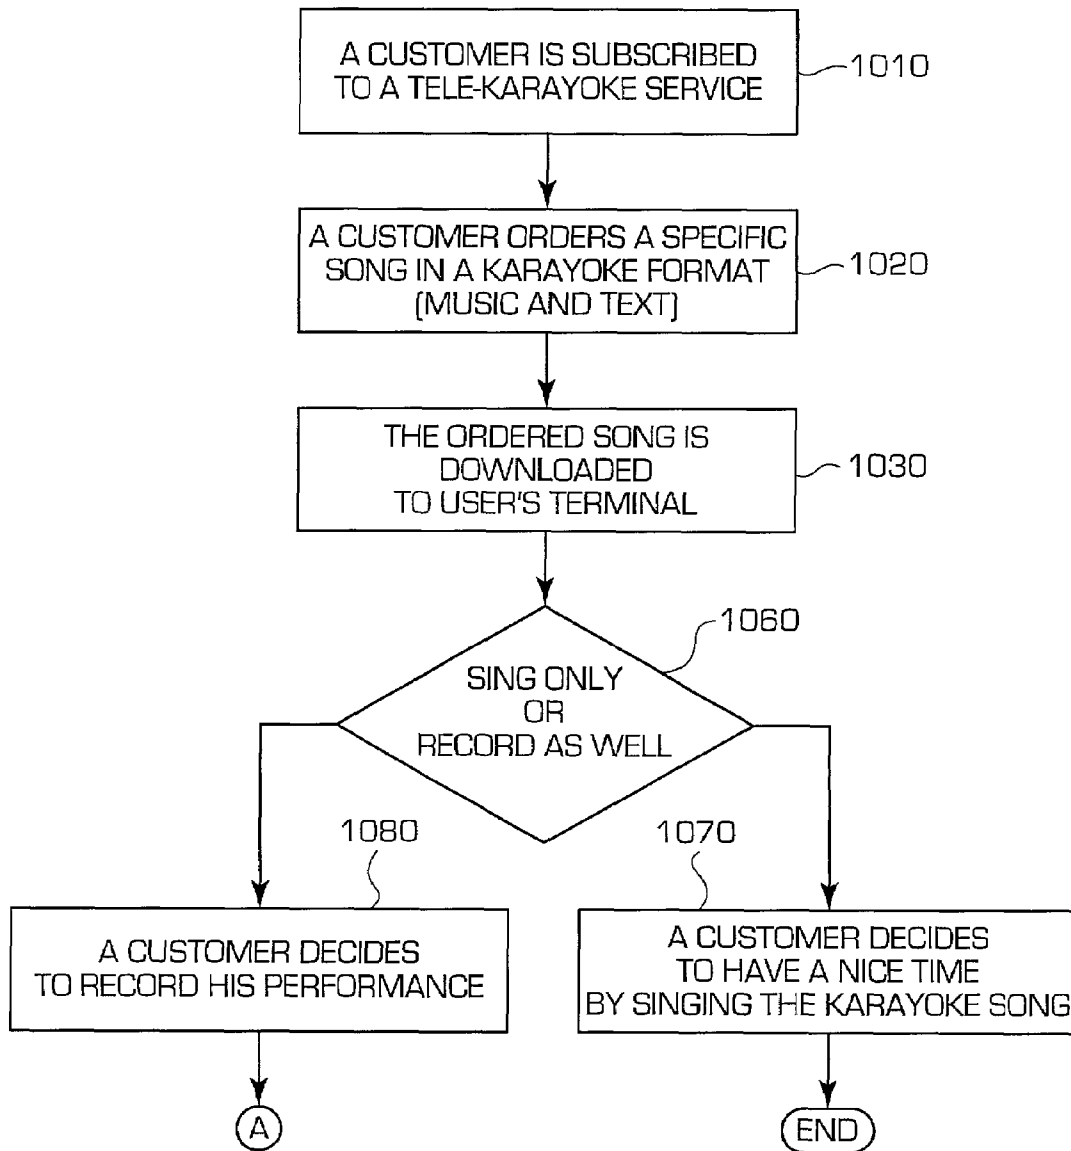 A CUSTOMER IS SUBSCRIBED
TO A TELE-KARAYOKE SERVICE
1010
A CUSTOMER ORDERS A SPECIFIC
SONG IN A KARAYOKE FORMAT
(MUSIC AND TEXT)
1020
THE ORDERED SONG IS
DOWNLOADED
TO USER'S TERMINAL
1030
1060
SING ONLY
OR
RECORD AS WELL
1080
1070
A CUSTOMER DECIDES
TO RECORD HIS PERFORMANCE
A CUSTOMER DECIDES
TO HAVE A NICE TIME
BY SINGING THE KARAYOKE SONG
A
END